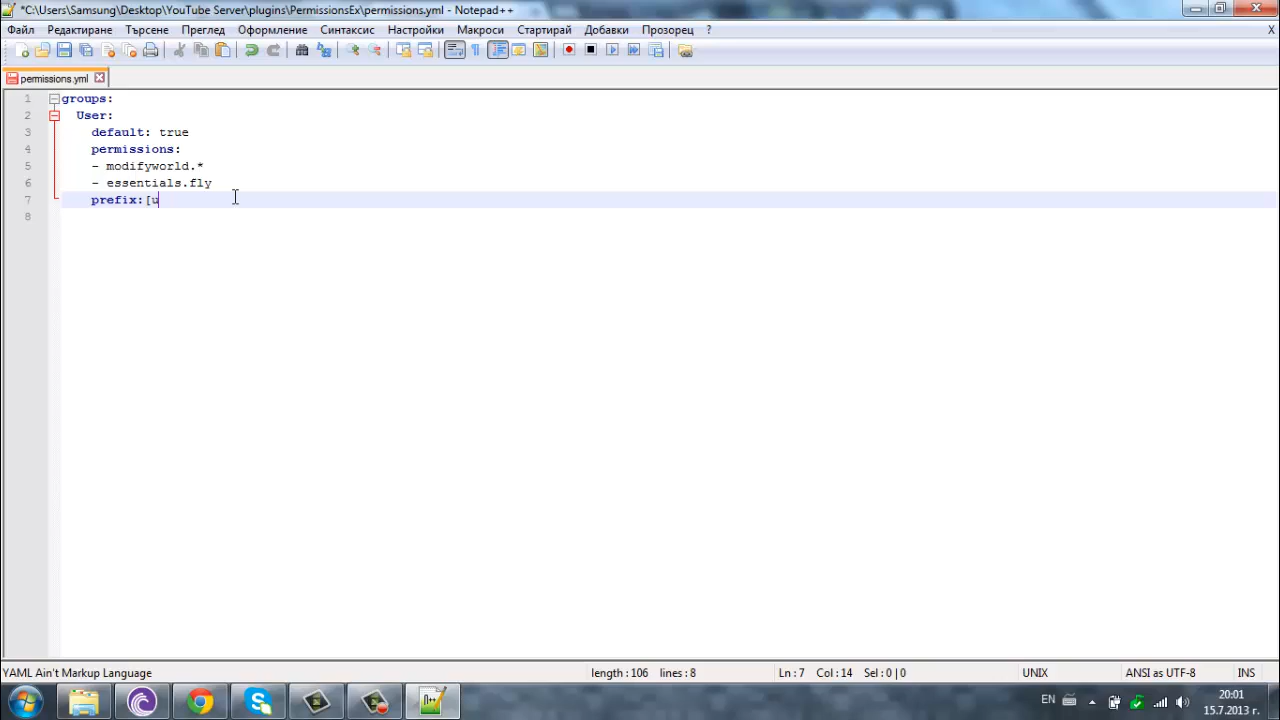 *C:\Users\Samsung\Desktop\YouTube Server\plugins\PermissionsEx\permissions.yml - Notepad++
Файл Редактиране Търсене Преглед Оформление Синтаксис Настройки Макроси Стартирай Добавки Прозорец ? X
permissions.yml
1 groups:
2 User:
3 default: true
4 permissions:
5 - modifyworld.*
6 - essentials.fly
7 prefix:[u
8
YAML Ain't Markup Language length : 106 lines : 8 Ln : 7 Col : 14 Sel : 0 | 0 UNIX ANSI as UTF-8 INS
EN 20:01
15.7.2013 г.